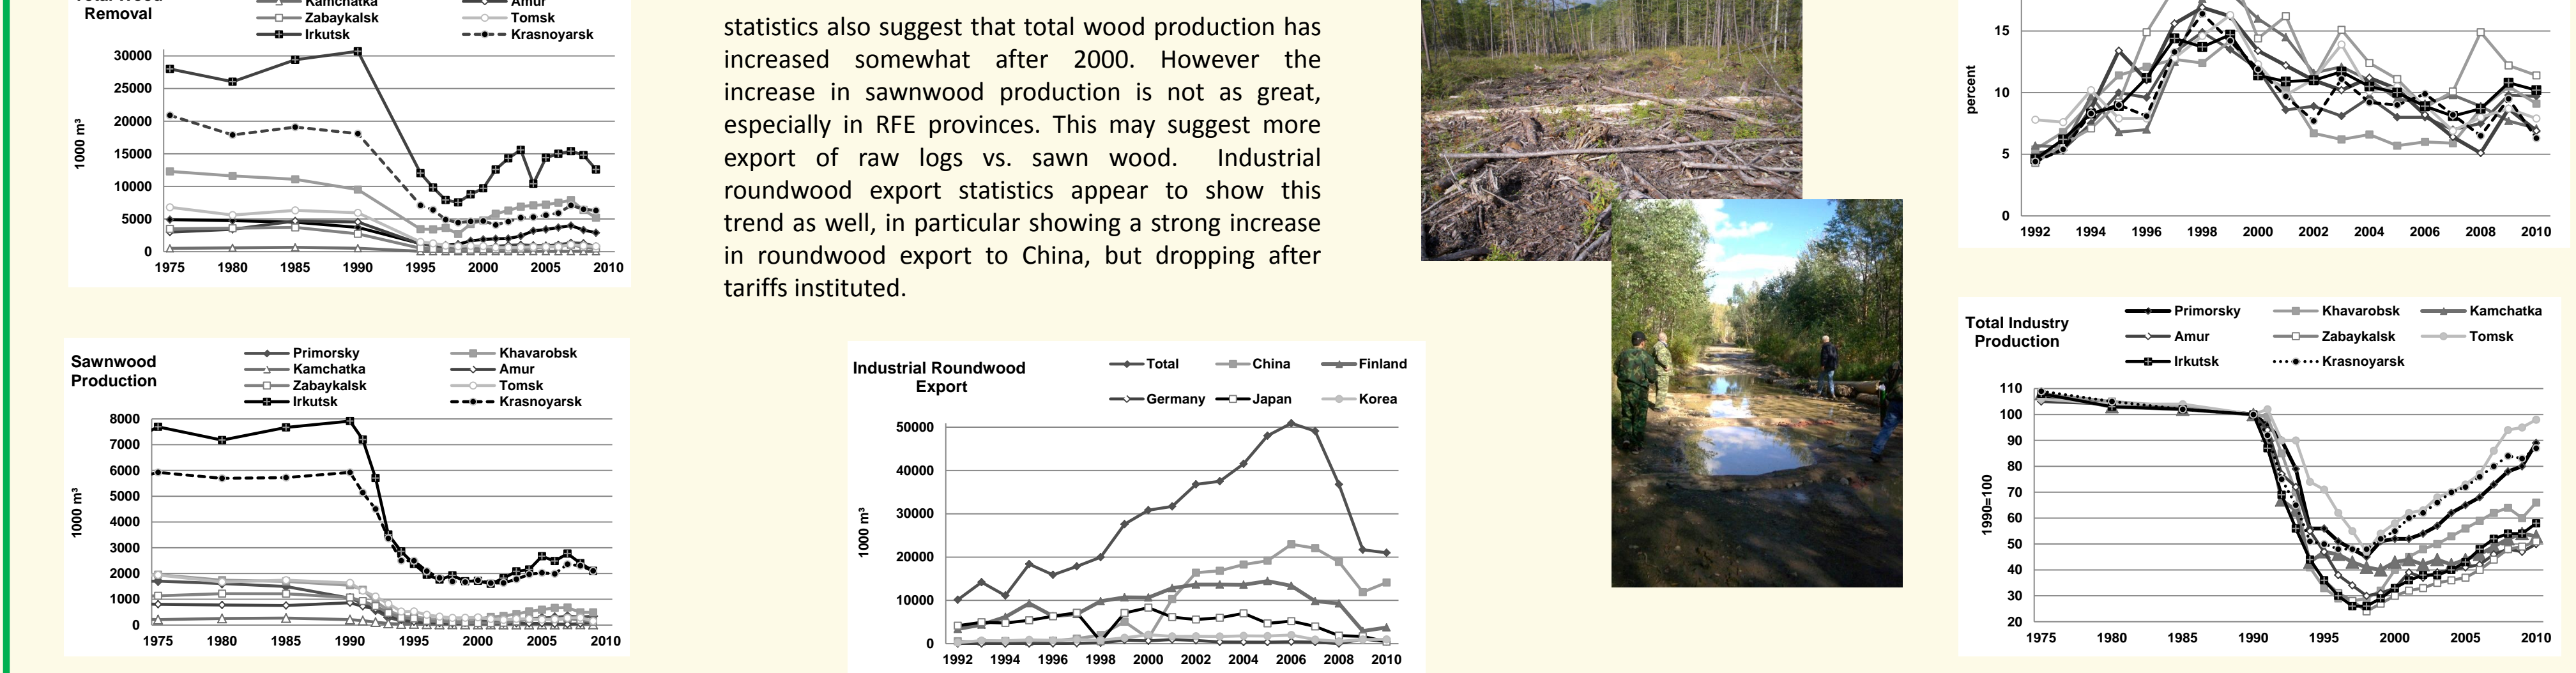 Total Wood
Removal
Kamchatka
Amur
Zabaykalsk
Tomsk
Irkutsk
Krasnoyarsk
30000
25000
20000
15000
10000
5000
0
1000 m³
1975 1980 1985 1990 1995 2000 2005 2010
Sawnwood
Production
Primorsky
Khavarobsk
Kamchatka
Amur
Zabaykalsk
Tomsk
Irkutsk
Krasnoyarsk
8000
7000
6000
5000
4000
3000
2000
1000
0
1000 m³
1975 1980 1985 1990 1995 2000 2005 2010
statistics also suggest that total wood production has
increased somewhat after 2000. However the
increase in sawnwood production is not as great,
especially in RFE provinces. This may suggest more
export of raw logs vs. sawn wood. Industrial
roundwood export statistics appear to show this
trend as well, in particular showing a strong increase
in roundwood export to China, but dropping after
tariffs instituted.
Industrial Roundwood
Export
Total
China
Finland
Germany
Japan
Korea
50000
40000
30000
20000
10000
0
1000 m³
1992 1994 1996 1998 2000 2002 2004 2006 2008 2010
15
10
5
0
percent
1992 1994 1996 1998 2000 2002 2004 2006 2008 2010
Total Industry
Production
Primorsky
Khavarobsk
Kamchatka
Amur
Zabaykalsk
Tomsk
Irkutsk
Krasnoyarsk
110
100
90
80
70
60
50
40
30
20
1990=100
1975 1980 1985 1990 1995 2000 2005 2010